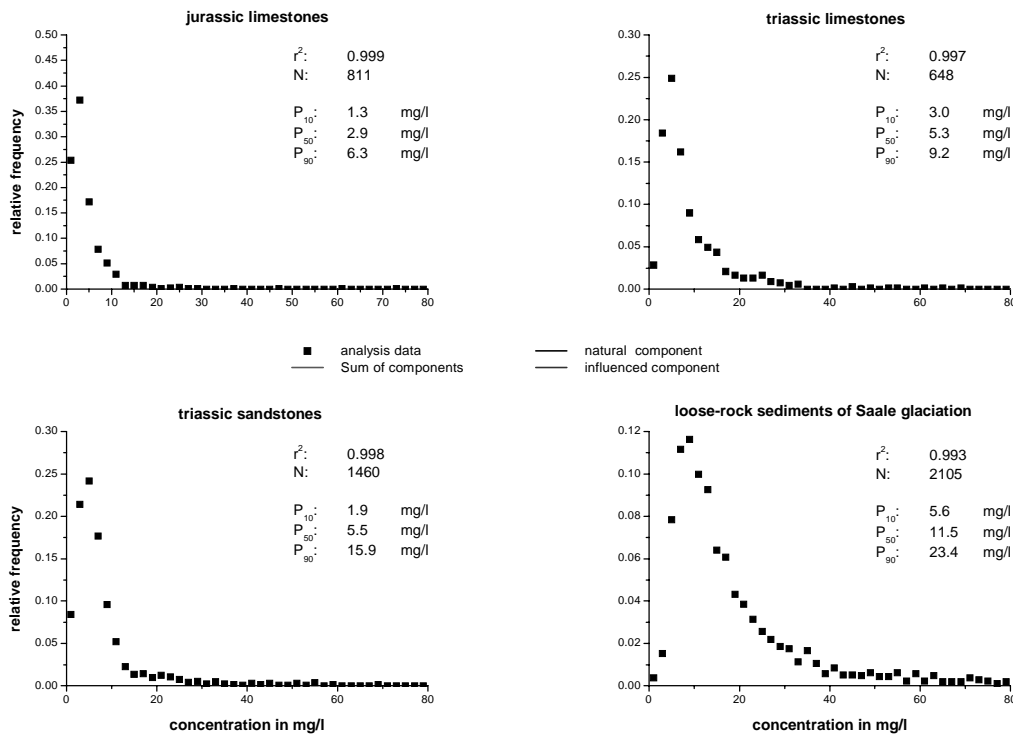 jurassic limestones
0.50
0.45
0.40
0.35
0.30
0.25
0.20
0.15
0.10
0.05
0.00
relative frequency
0 10 20 30 40 50 60 70 80
r²: 0.999
N: 811
P10: 1.3 mg/l
P50: 2.9 mg/l
P90: 6.3 mg/l
triassic limestones
0.30
0.25
0.20
0.15
0.10
0.05
0.00
0 20 40 60 80
r²: 0.997
N: 648
P10: 3.0 mg/l
P50: 5.3 mg/l
P90: 9.2 mg/l
analysis data
Sum of components
natural component
influenced component
triassic sandstones
0.30
0.25
0.20
0.15
0.10
0.05
0.00
relative frequency
0 20 40 60 80
concentration in mg/l
r²: 0.998
N: 1460
P10: 1.9 mg/l
P50: 5.5 mg/l
P90: 15.9 mg/l
loose-rock sediments of Saale glaciation
0.12
0.10
0.08
0.06
0.04
0.02
0.00
0 20 40 60 80
concentration in mg/l
r²: 0.993
N: 2105
P10: 5.6 mg/l
P50: 11.5 mg/l
P90: 23.4 mg/l